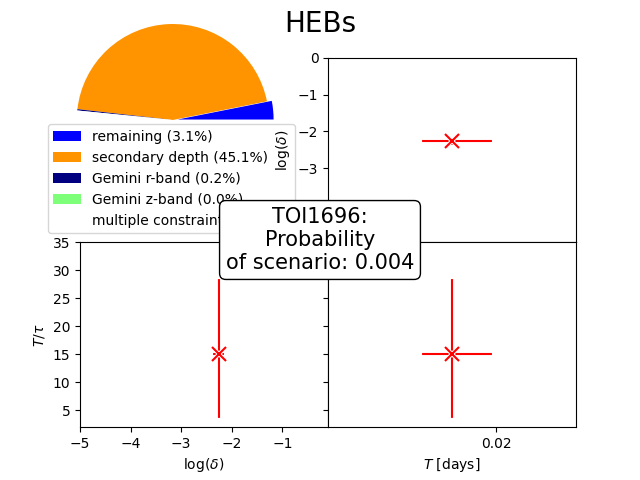 HEBs
remaining (3.1%)
secondary depth (45.1%)
Gemini r-band (0.2%)
Gemini z-band (0.0%)
multiple constraint
TOI1696:
Probability
of scenario: 0.004
log(δ)
0
−1
−2
−3
T/τ
35
30
25
20
15
10
5
−5 −4 −3 −2 −1
log(δ)
0.02
T [days]